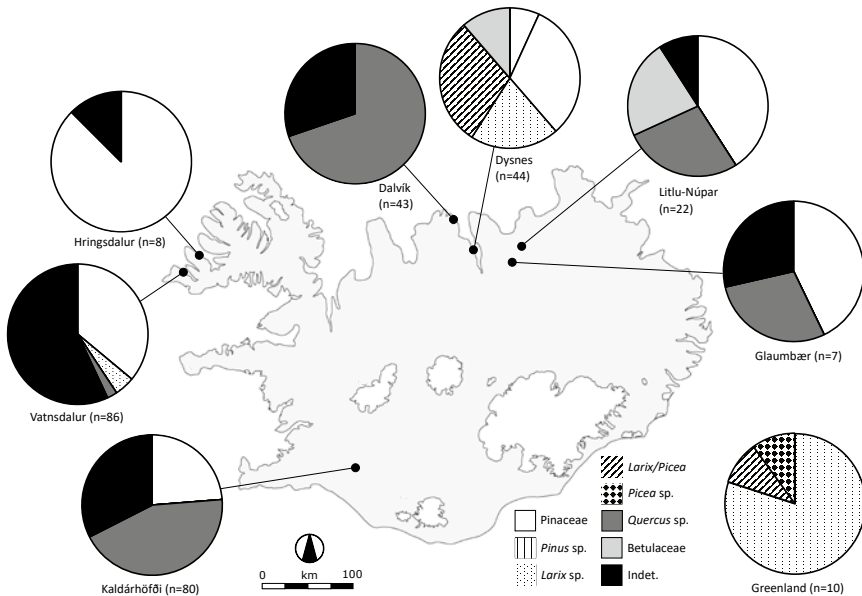 Dalvík
(n=43)
Dysnes
(n=44)
Litlu-Núpar
(n=22)
Hringsdalur (n=8)
Glaumbær (n=7)
Vatnsdalur (n=86)
Kaldárhöfði (n=80)
0 km 100
Larix/Picea
Picea sp.
Pinaceae
Quercus sp.
Pinus sp.
Betulaceae
Larix sp.
Indet.
Greenland (n=10)